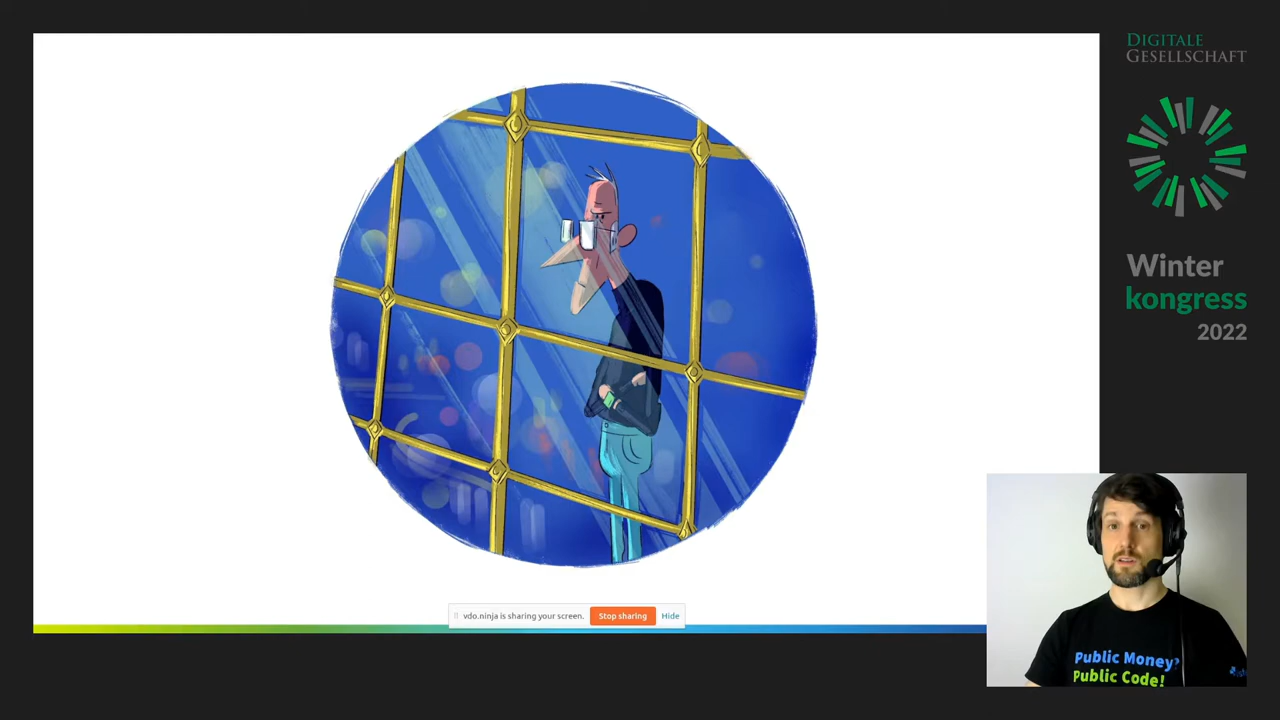 DIGITALE
GESELLSCHAFT
Winter
kongress
2022
vdo.ninja is sharing your screen.
Stop sharing
Hide
Public Money?
Public Code!